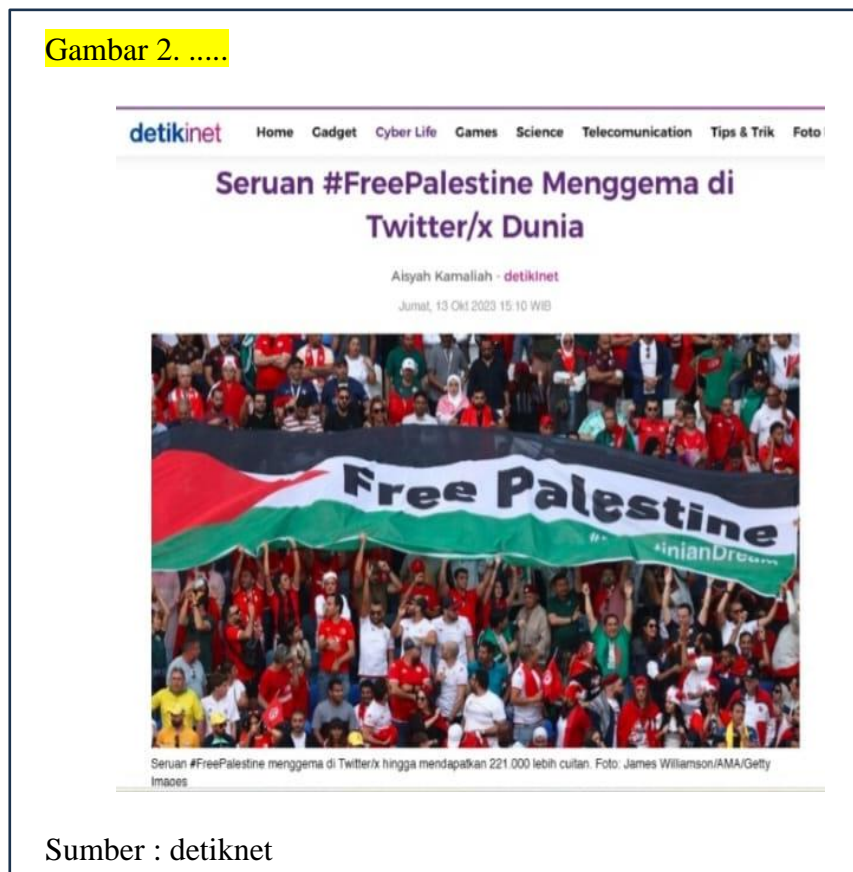 Gambar 2. .....
detikinet Home Gadget Cyber Life Games Science Telecomunication Tips & Trik Foto
Seruan #FreePalestine Menggema di
Twitter/x Dunia
Aisyah Kamaliah - detikInet
Jumat, 13 Okt 2023 15:10 WIB
Free Palestine
#inianDream
Seruan #FreePalestine menggema di Twitter/x hingga mendapatkan 221.000 lebih cuitan. Foto: James Williamson/AMA/Getty
Images
Sumber : detiknet